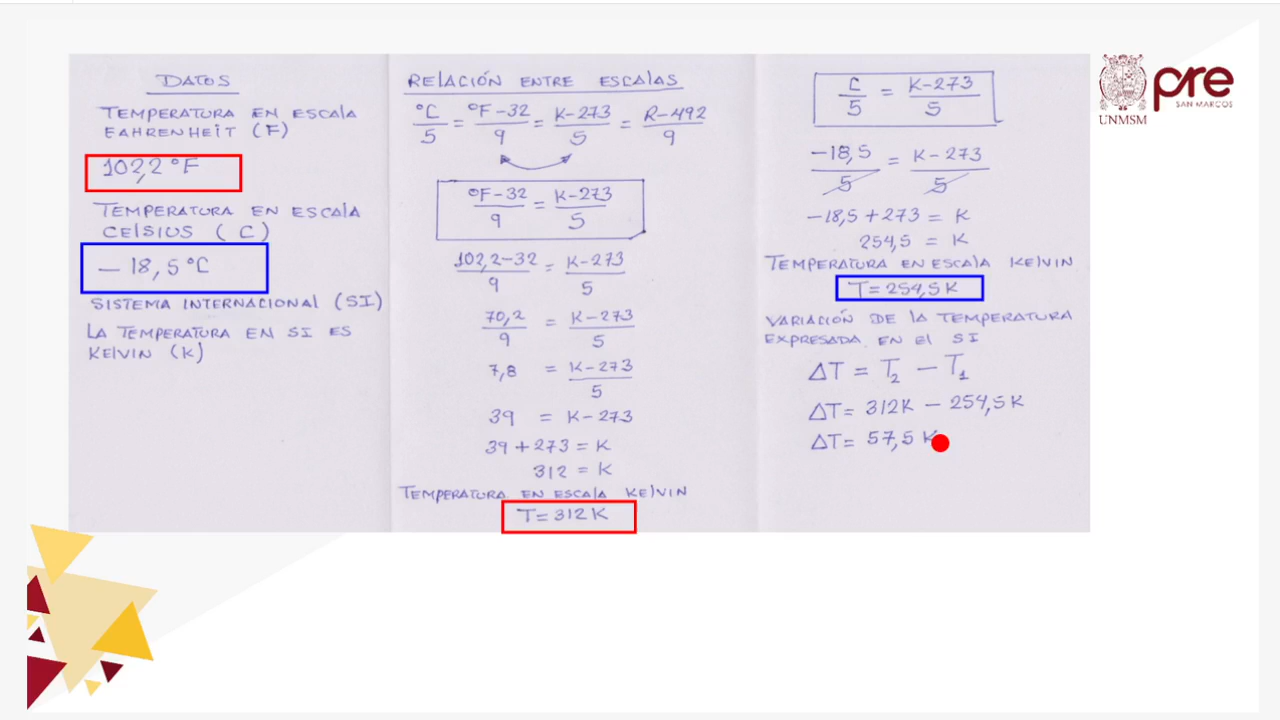 DATOS
TEMPERATURA EN ESCALA
FAHRENHEIT (F)
102,2 °F
TEMPERATURA EN ESCALA
CELSIUS ( C )
– 18,5 °C
SISTEMA INTERNACIONAL (SI)
LA TEMPERATURA EN SI ES
KELVIN (K)
RELACIÓN ENTRE ESCALAS
°C/5 = °F-32/9 = K-273/5 = R-492/9
°F-32/9 = K-273/5
102,2-32/9 = K-273/5
70,2/9 = K-273/5
7,8 = K-273/5
39 = K-273
39 + 273 = K
312 = K
TEMPERATURA EN ESCALA KELVIN
T = 312 K
C/5 = K-273/5
-18,5/5 = K-273/5
-18,5 + 273 = K
254,5 = K
TEMPERATURA EN ESCALA KELVIN
T = 254,5 K
VARIACIÓN DE LA TEMPERATURA
EXPRESADA EN El SI
ΔT = T₂ – T₁
ΔT = 312K – 254,5 K
ΔT = 57,5 K
UNMSM
pre
SAN MARCOS